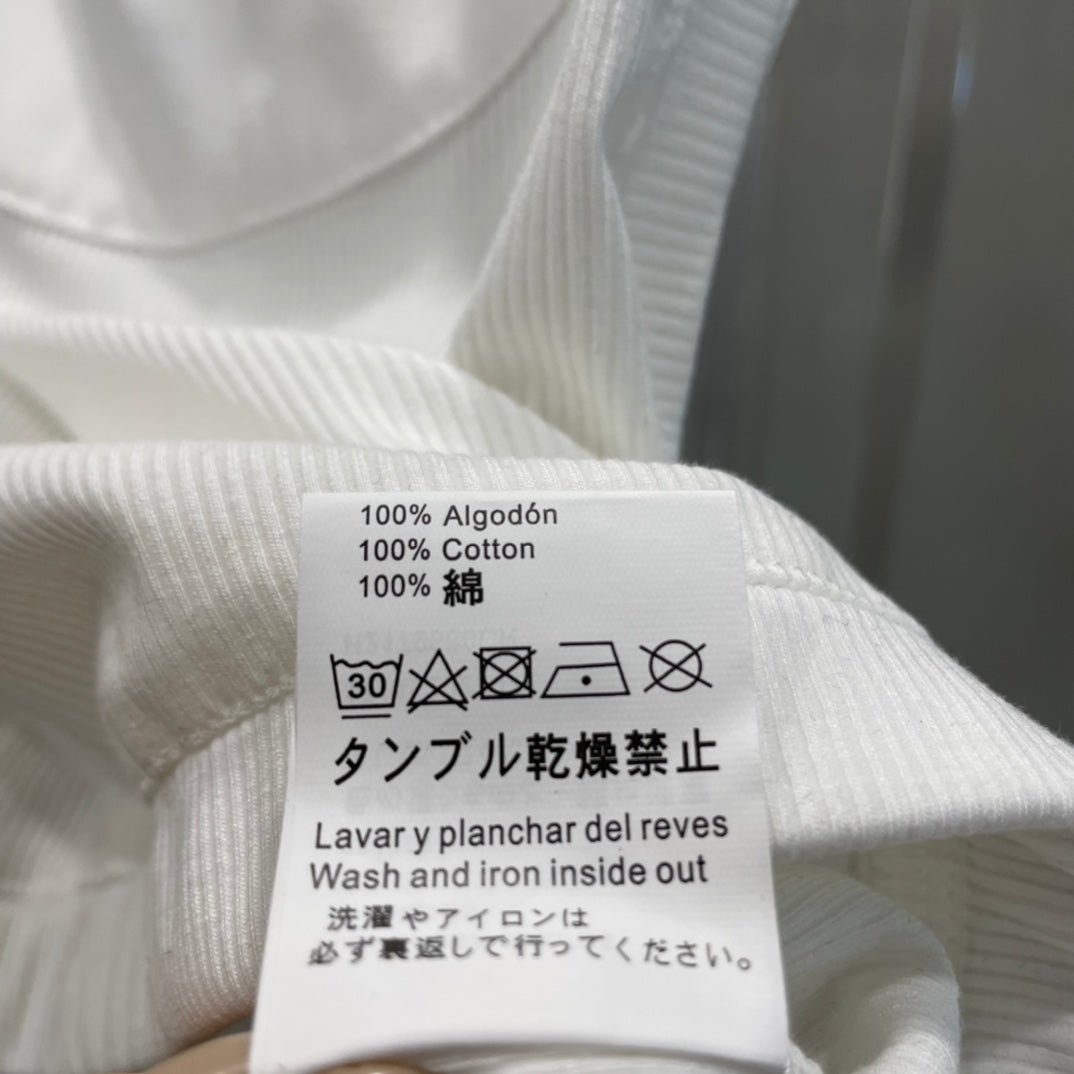 100% Algodón
100% Cotton
100% 綿
30
タンブル乾燥禁止
Lavar y planchar del reves
Wash and iron inside out
洗濯やアイロンは
必ず裏返しで行ってください。